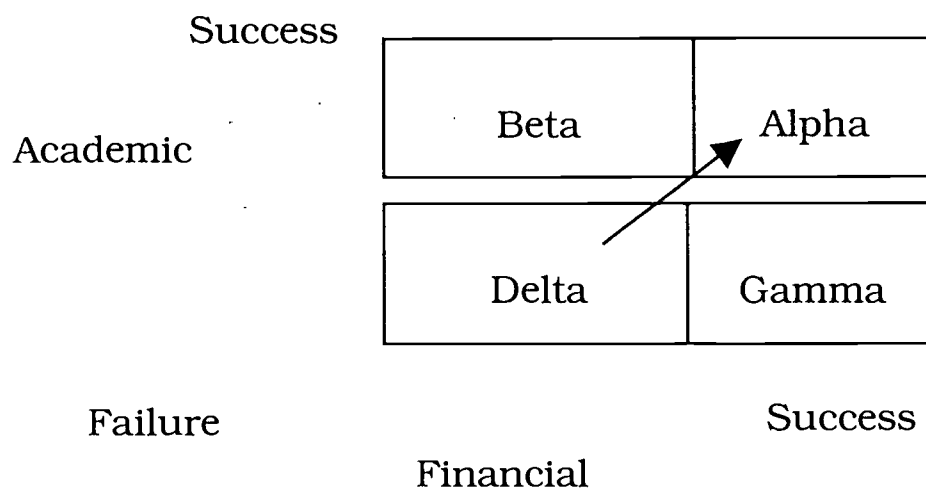 Success
Beta Alpha
Academic
Delta Gamma
Failure Success
Financial